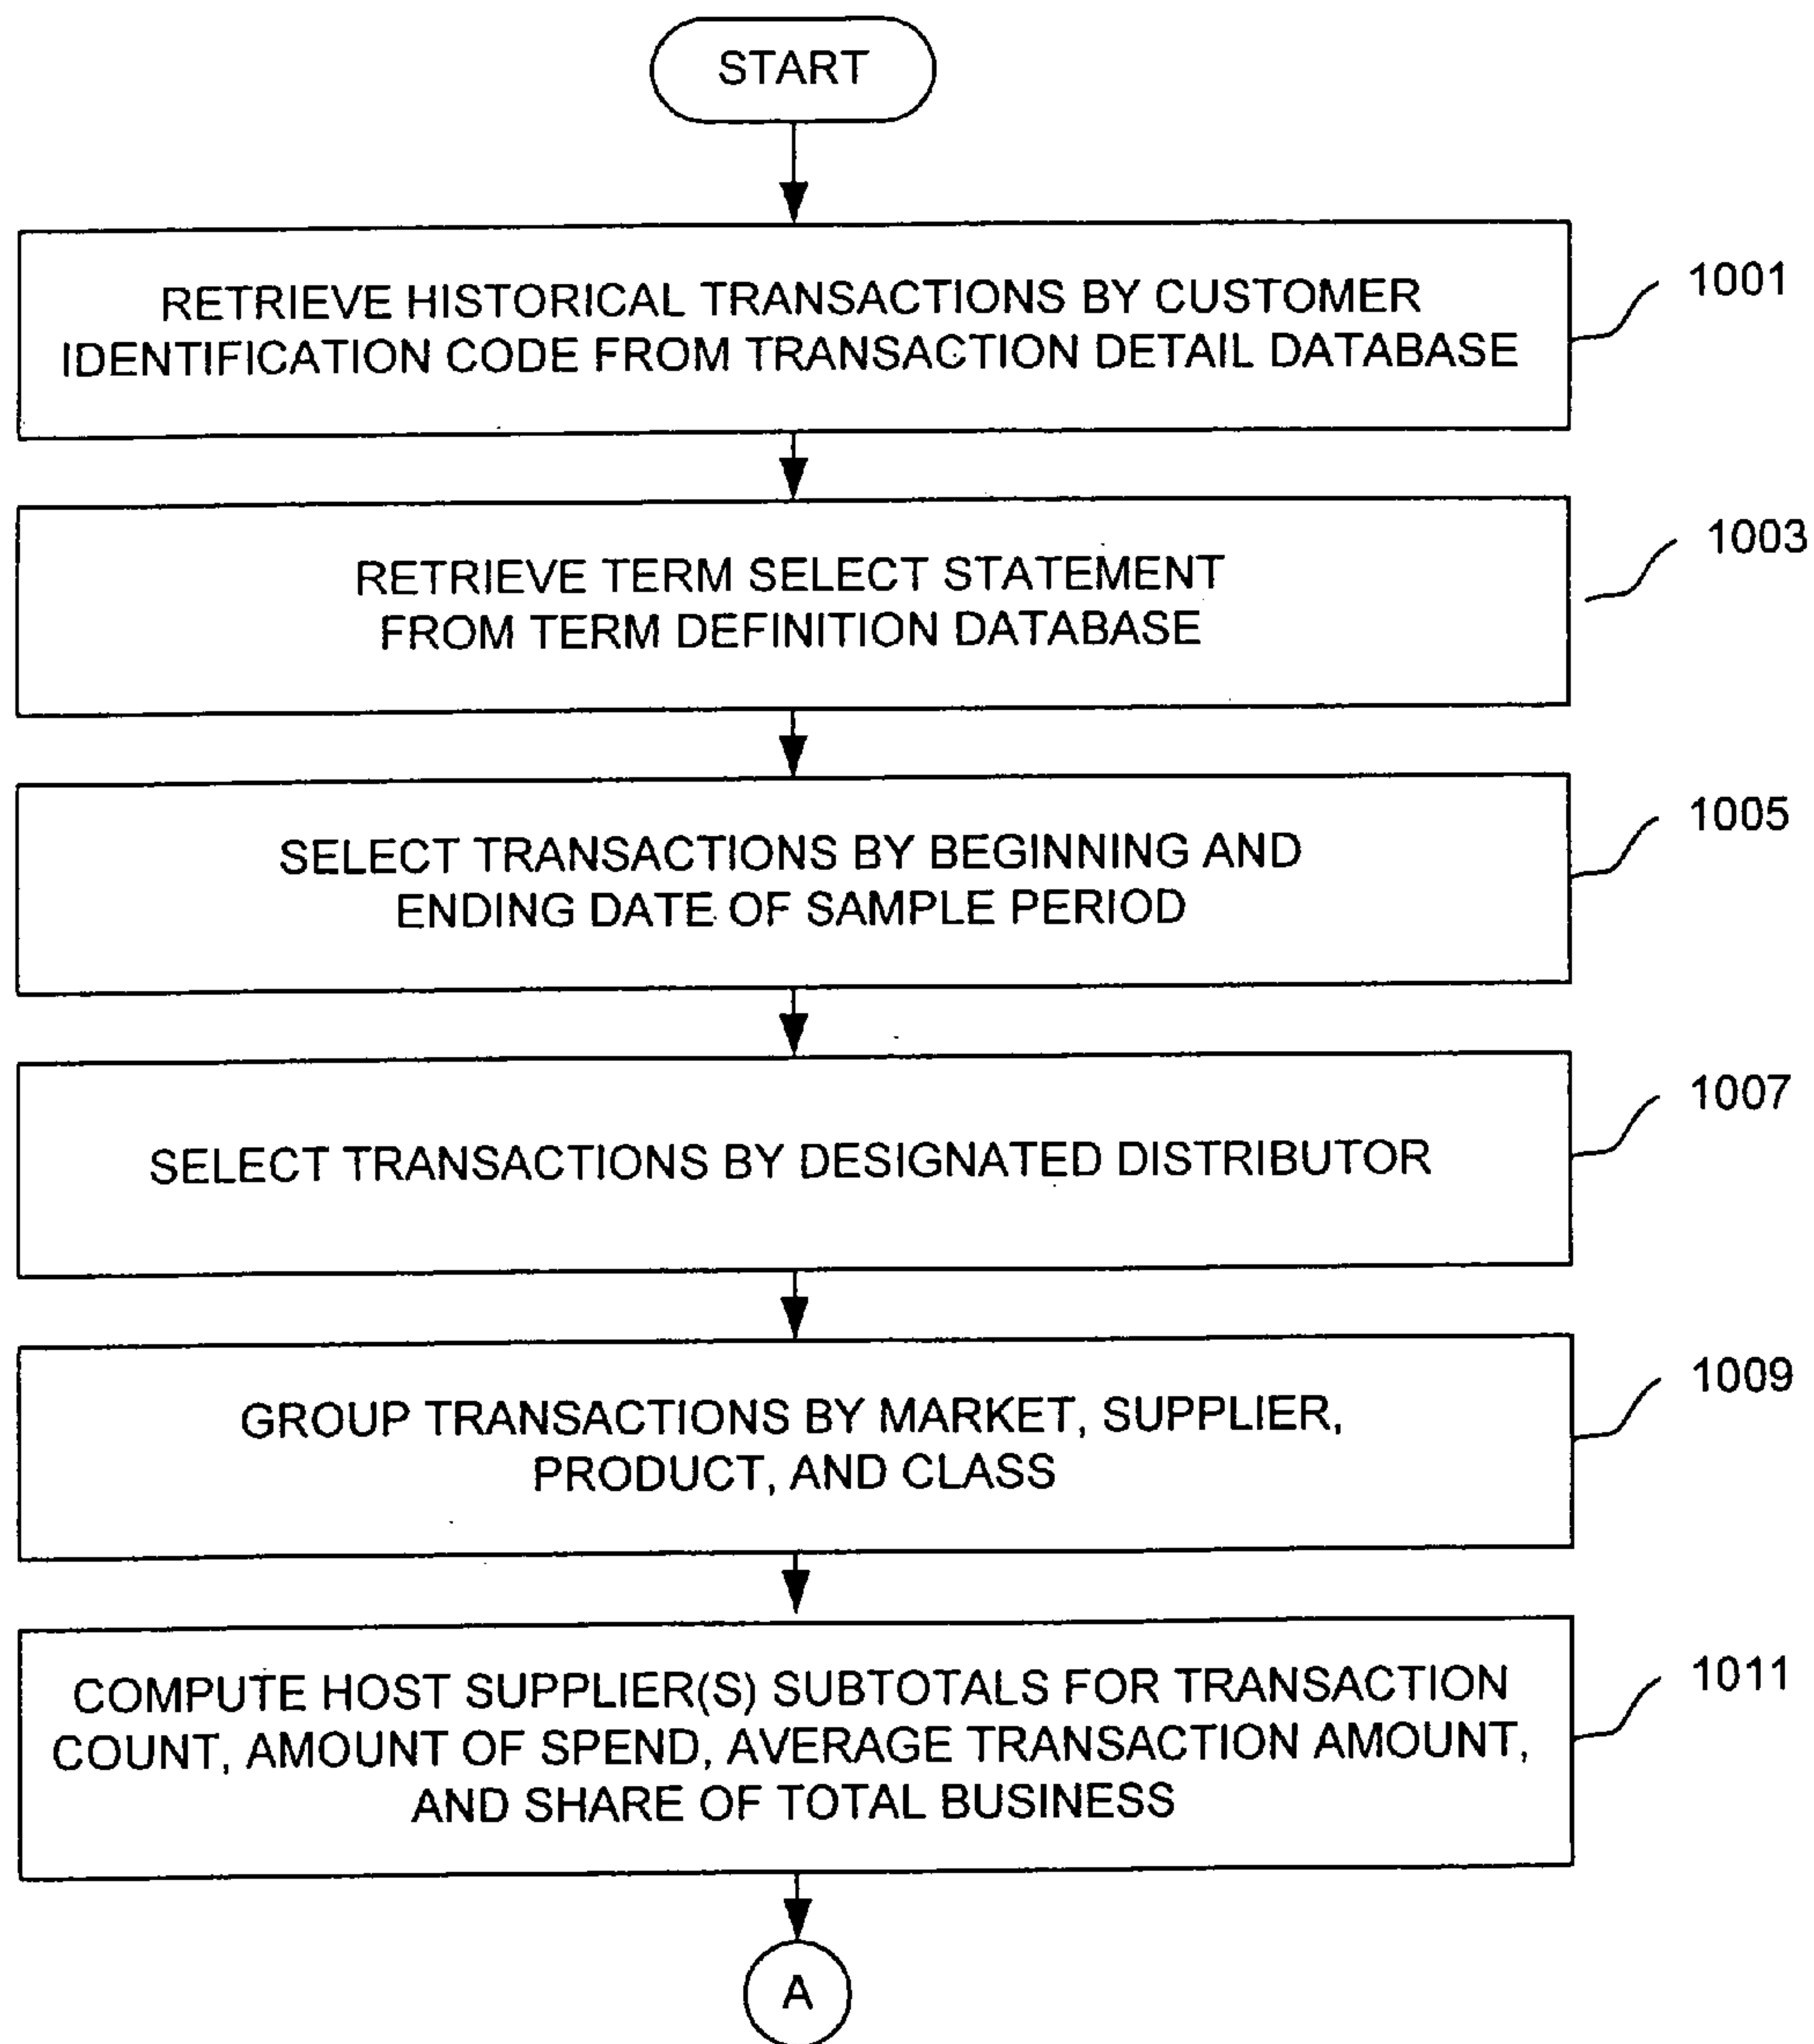 START
RETRIEVE HISTORICAL TRANSACTIONS BY CUSTOMER
IDENTIFICATION CODE FROM TRANSACTION DETAIL DATABASE
1001
RETRIEVE TERM SELECT STATEMENT
FROM TERM DEFINITION DATABASE
1003
SELECT TRANSACTIONS BY BEGINNING AND
ENDING DATE OF SAMPLE PERIOD
1005
SELECT TRANSACTIONS BY DESIGNATED DISTRIBUTOR
1007
GROUP TRANSACTIONS BY MARKET, SUPPLIER,
PRODUCT, AND CLASS
1009
COMPUTE HOST SUPPLIER(S) SUBTOTALS FOR TRANSACTION
COUNT, AMOUNT OF SPEND, AVERAGE TRANSACTION AMOUNT,
AND SHARE OF TOTAL BUSINESS
1011
A